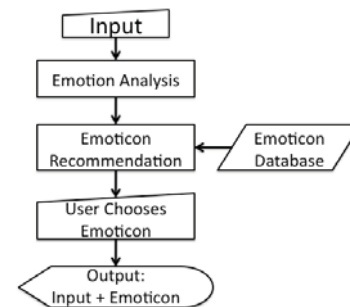 Input
Emotion Analysis
Emoticon
Recommendation
Emoticon
Database
User Chooses
Emoticon
Output:
Input + Emoticon